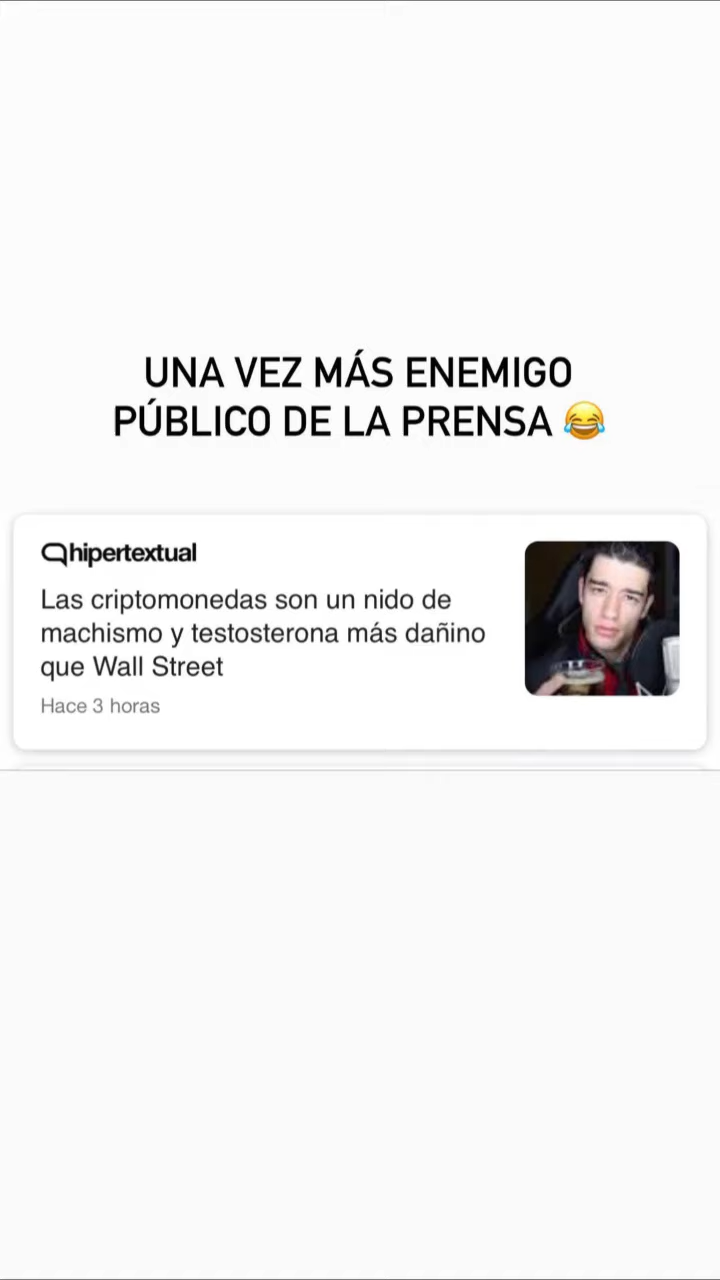 UNA VEZ MÁS ENEMIGO
PÚBLICO DE LA PRENSA 😂
hipertextual
Las criptomonedas son un nido de
machismo y testosterona más dañino
que Wall Street
Hace 3 horas